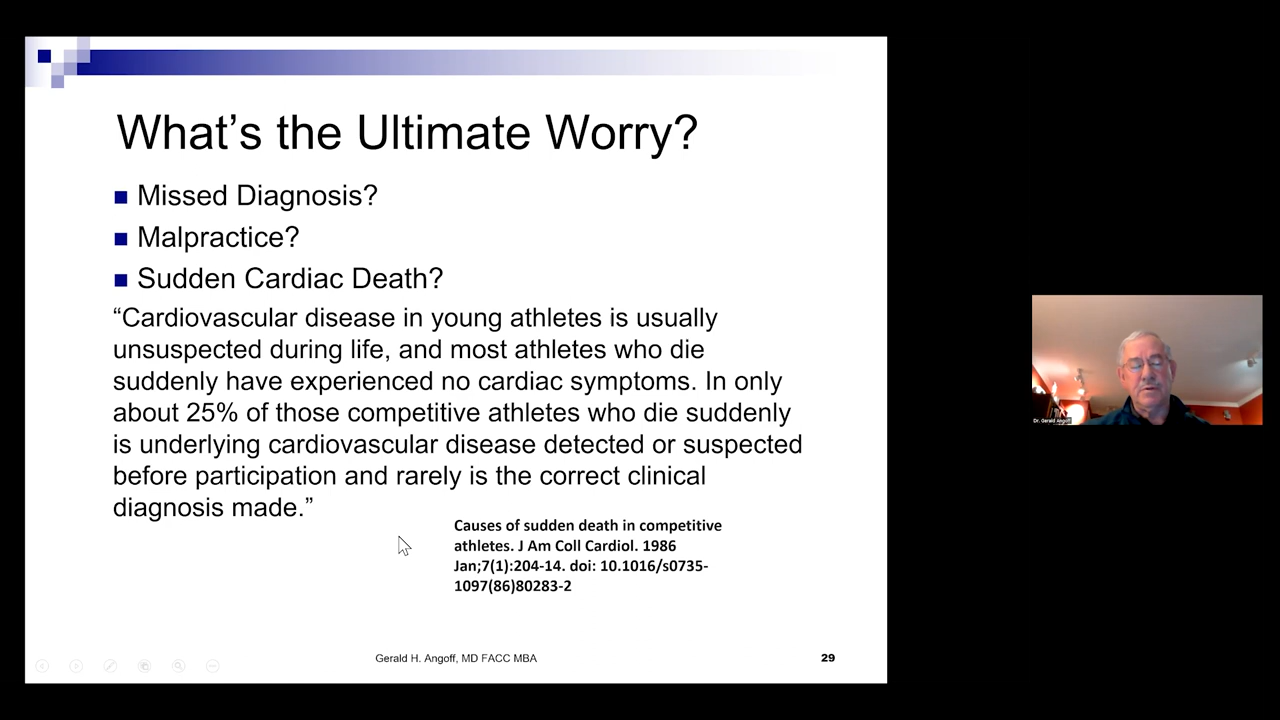 What's the Ultimate Worry?
Missed Diagnosis?
Malpractice?
Sudden Cardiac Death?
“Cardiovascular disease in young athletes is usually
unsuspected during life, and most athletes who die
suddenly have experienced no cardiac symptoms. In only
about 25% of those competitive athletes who die suddenly
is underlying cardiovascular disease detected or suspected
before participation and rarely is the correct clinical
diagnosis made.”
Causes of sudden death in competitive
athletes. J Am Coll Cardiol. 1986
Jan;7(1):204-14. doi: 10.1016/s0735-
1097(86)80283-2
Gerald H. Angoff, MD FACC MBA
29
Dr. Gerald Angoff